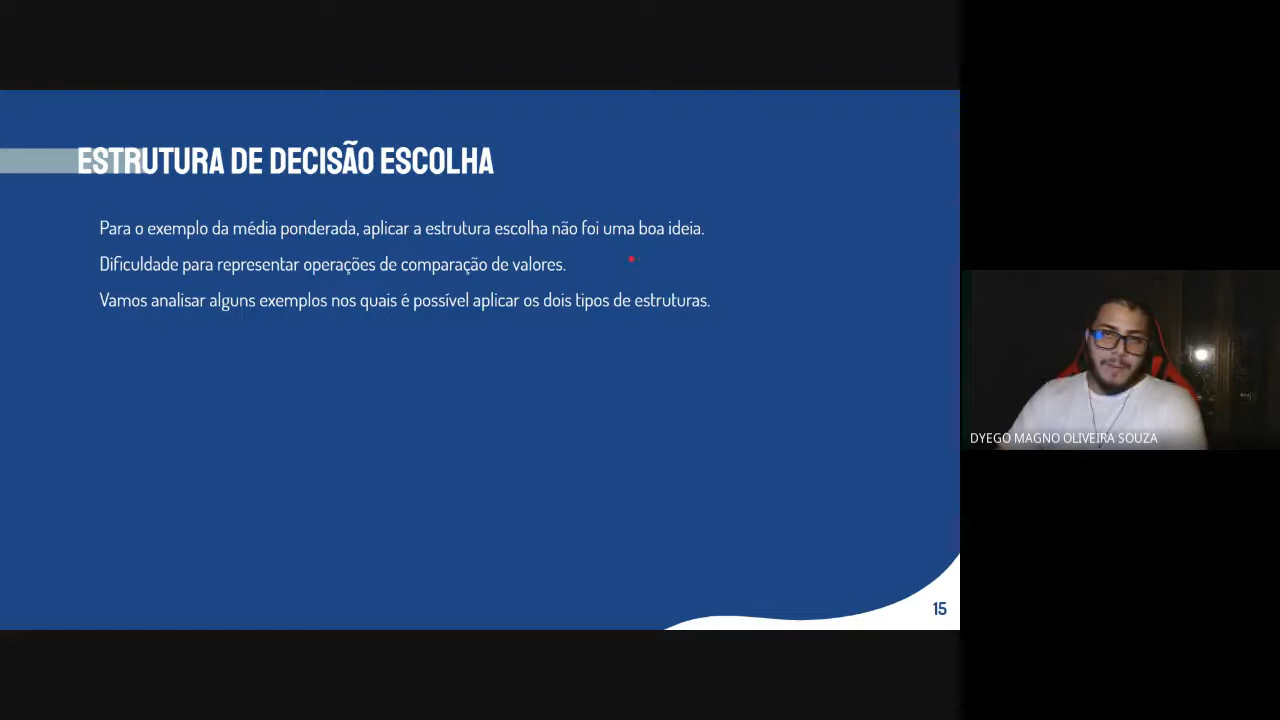 ESTRUTURA DE DECISÃO ESCOLHA
Para o exemplo da média ponderada, aplicar a estrutura escolha não foi uma boa ideia.
Dificuldade para representar operações de comparação de valores.
Vamos analisar alguns exemplos nos quais é possível aplicar os dois tipos de estruturas.
DYEGO MAGNO OLIVEIRA SOUZA
15